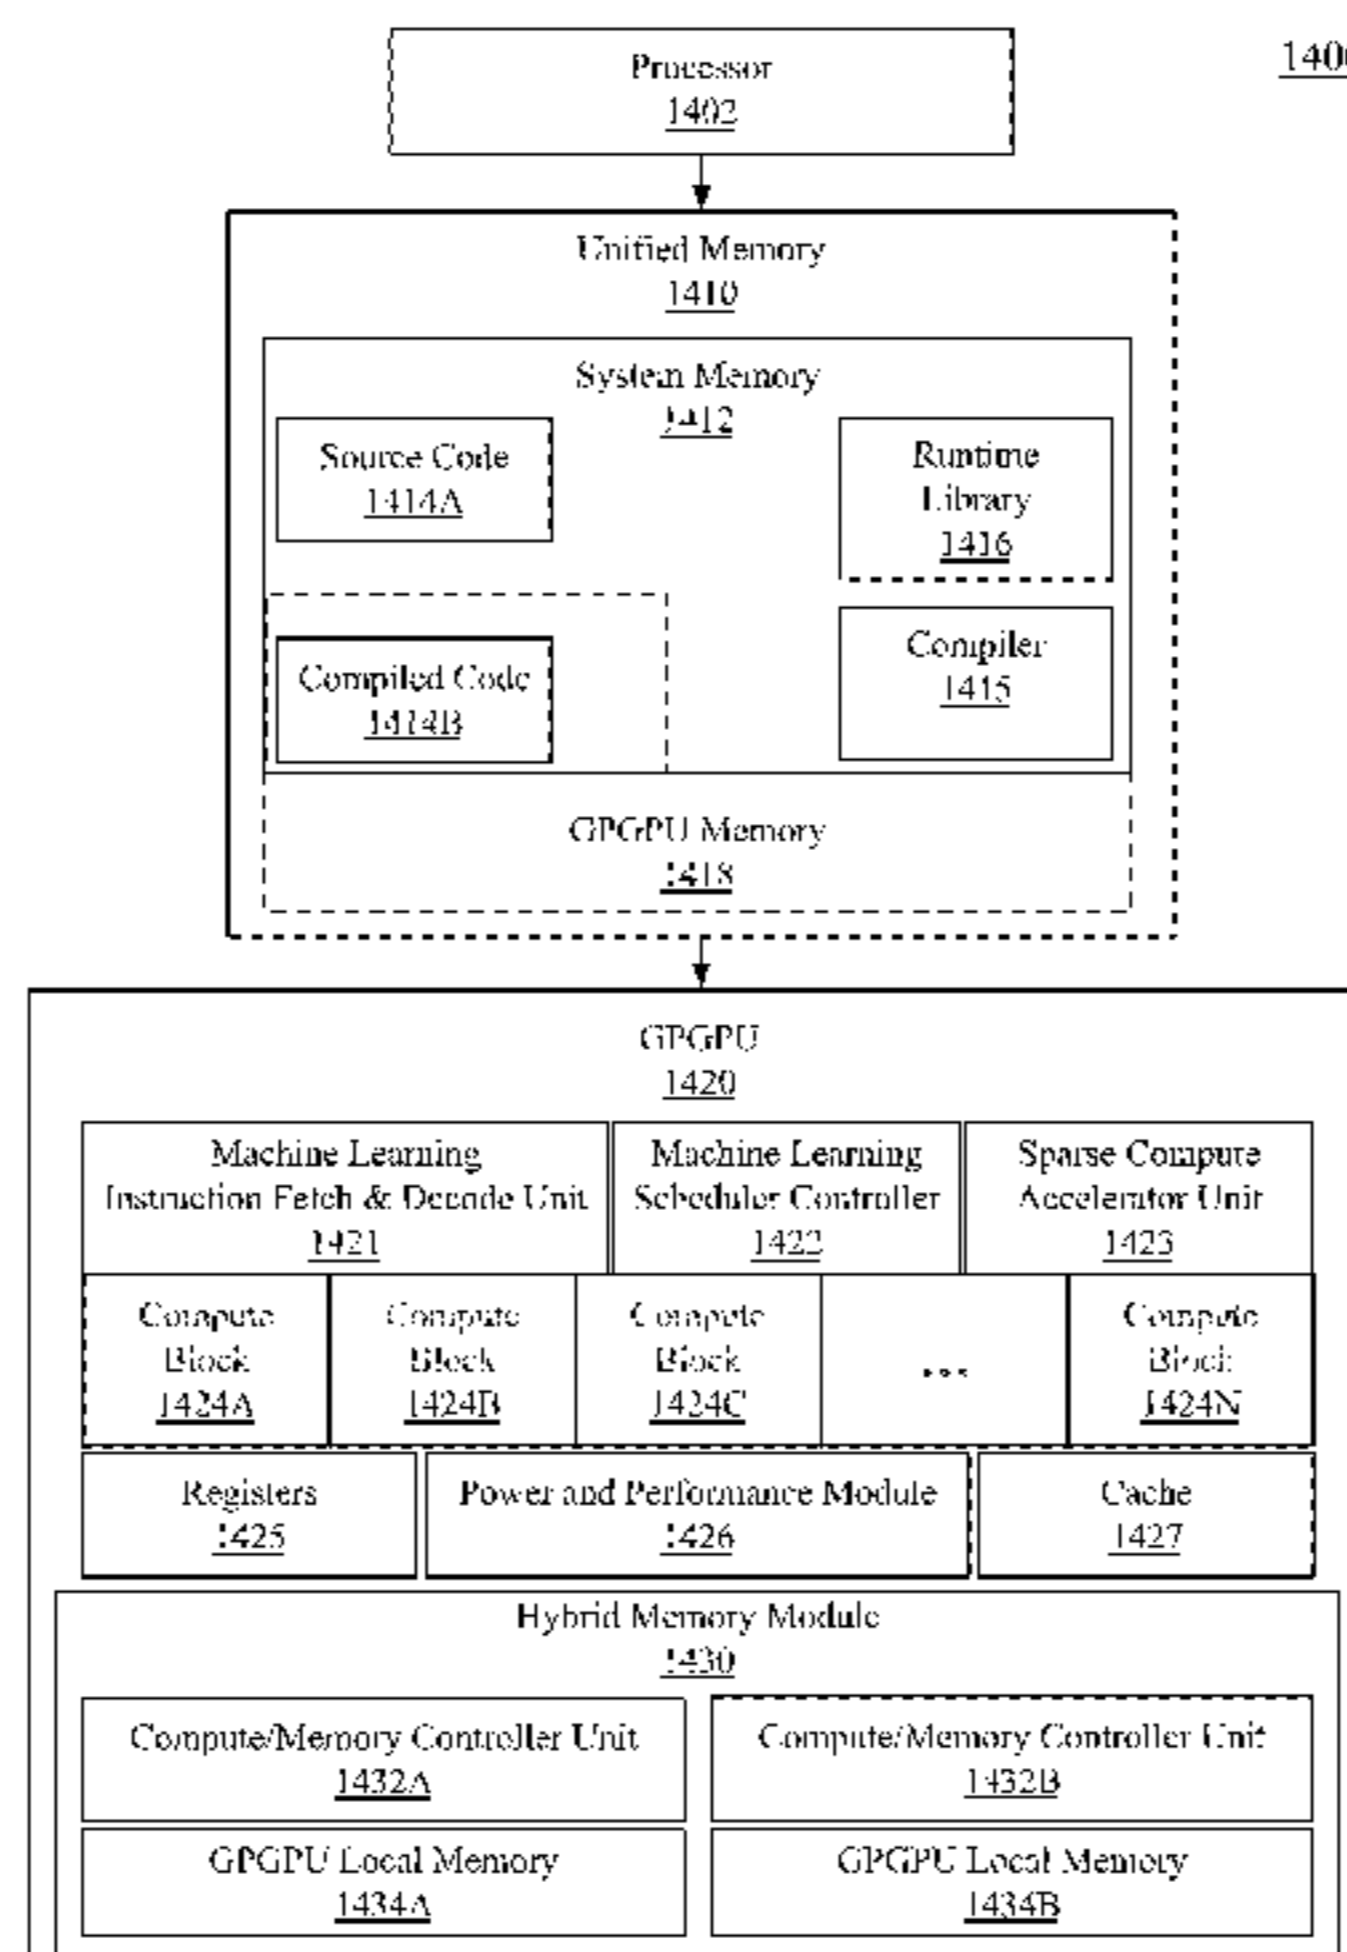 Processor
1402
Unified Memory
1410
System Memory
1412
Source Code
1414A
Runtime
Library
1416
Compiled Code
1414B
Compiler
1415
GPGPU Memory
1418
GPGPU
1420
Machine Learning
Instruction Fetch & Decode Unit
1421
Machine Learning
Scheduler Controller
1422
Sparse Compute
Accelerator Unit
1423
Compute
Block
1424A
Compute
Block
1424B
Compute
Block
1424C
...
Compute
Block
1424N
Registers
1425
Power and Performance Module
1426
Cache
1427
Hybrid Memory Module
1430
Compute/Memory Controller Unit
1432A
Compute/Memory Controller Unit
1432B
GPGPU Local Memory
1434A
GPGPU Local Memory
1434B